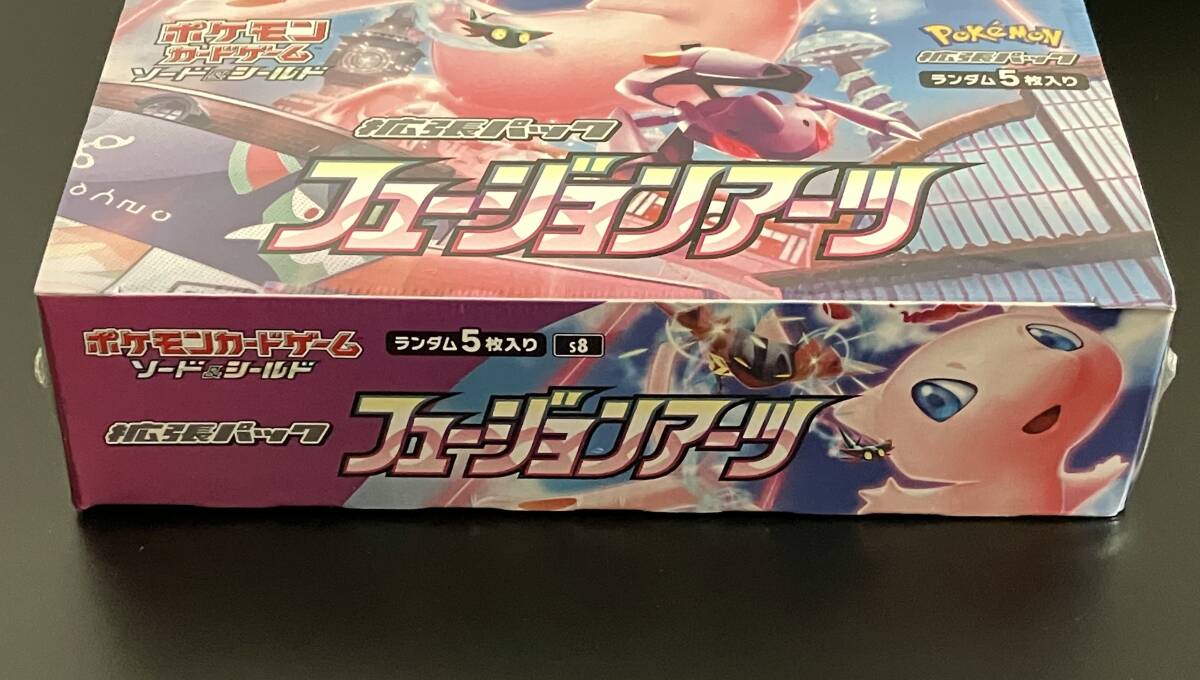 ポケモン
カードゲーム
ソード&シールド
Pokémon
拡張パック
ランダム5枚入り
拡張パック
フュージョンアーツ
ポケモンカードゲーム
ソード&シールド
ランダム5枚入り s8
拡張パック
フュージョンアーツ